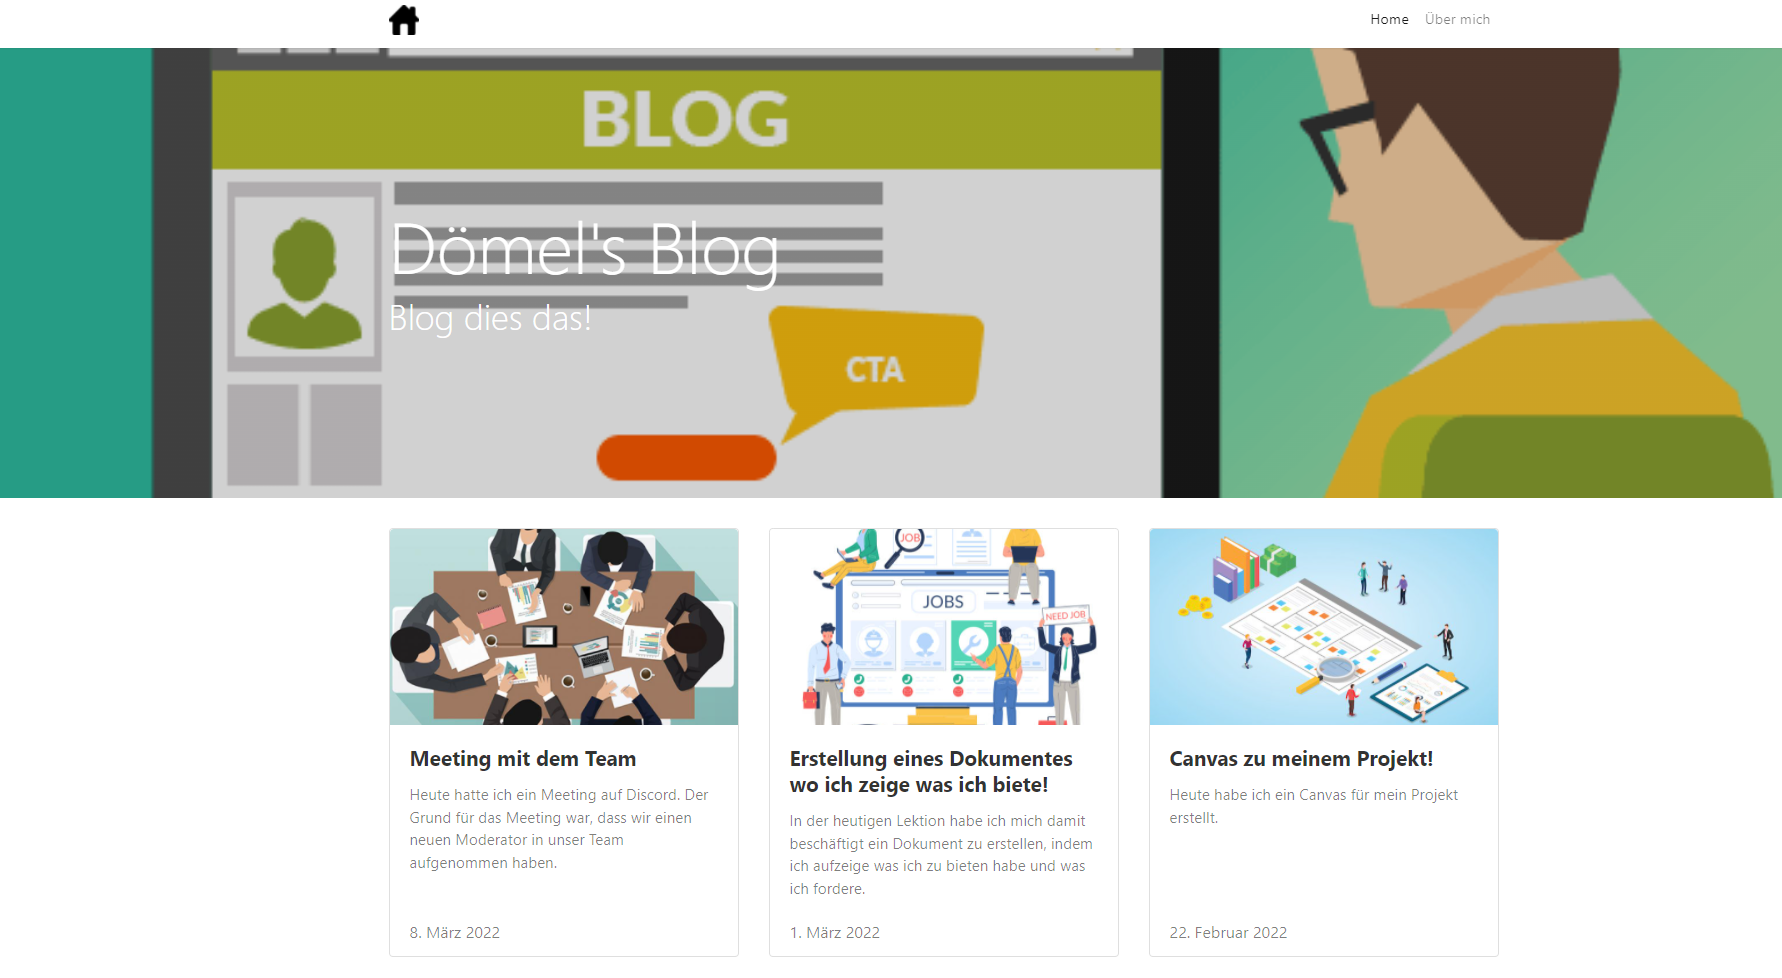 Home Über mich
BLOG
Dömel's Blog
Blog dies das!
CTA
JOB
JOBS
NEED JOB
Meeting mit dem Team
Heute hatte ich ein Meeting auf Discord. Der
Grund für das Meeting war, dass wir einen
neuen Moderator in unser Team
aufgenommen haben.
8. März 2022
Erstellung eines Dokumentes
wo ich zeige was ich biete!
In der heutigen Lektion habe ich mich damit
beschäftigt ein Dokument zu erstellen, indem
ich aufzeige was ich zu bieten habe und was
ich fordere.
1. März 2022
Canvas zu meinem Projekt!
Heute habe ich ein Canvas für mein Projekt
erstellt.
22. Februar 2022